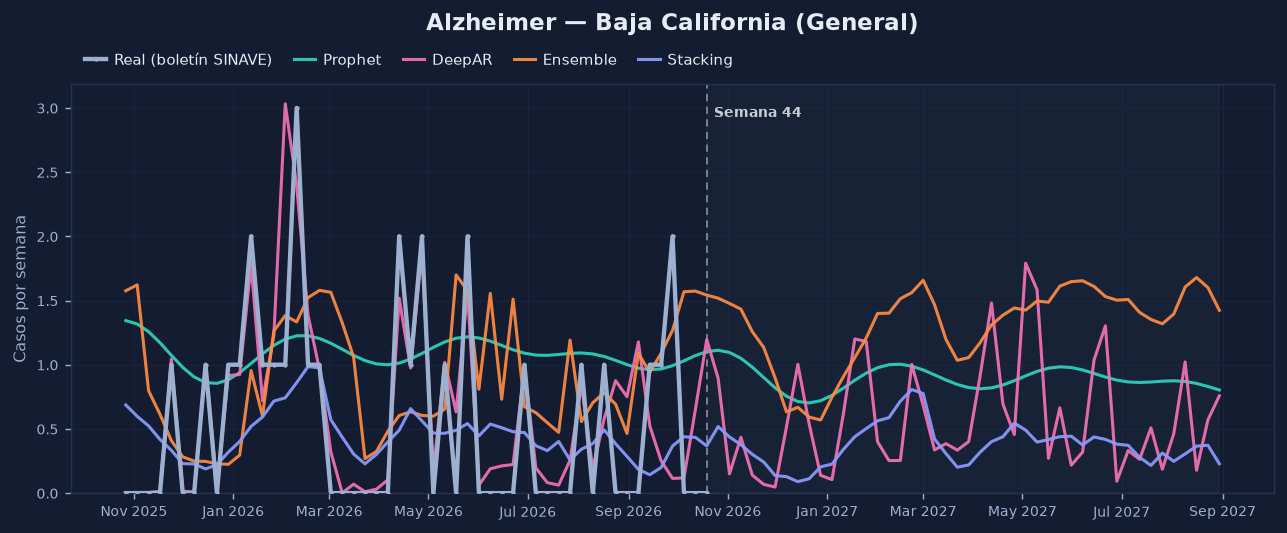 Alzheimer — Baja California (General)
Real (boletín SINAVE) Prophet DeepAR Ensemble Stacking
Semana 44
Casos por semana
3.0
2.5
2.0
1.5
1.0
0.5
0.0
Nov 2025 Jan 2026 Mar 2026 May 2026 Jul 2026 Sep 2026 Nov 2026 Jan 2027 Mar 2027 May 2027 Jul 2027 Sep 2027